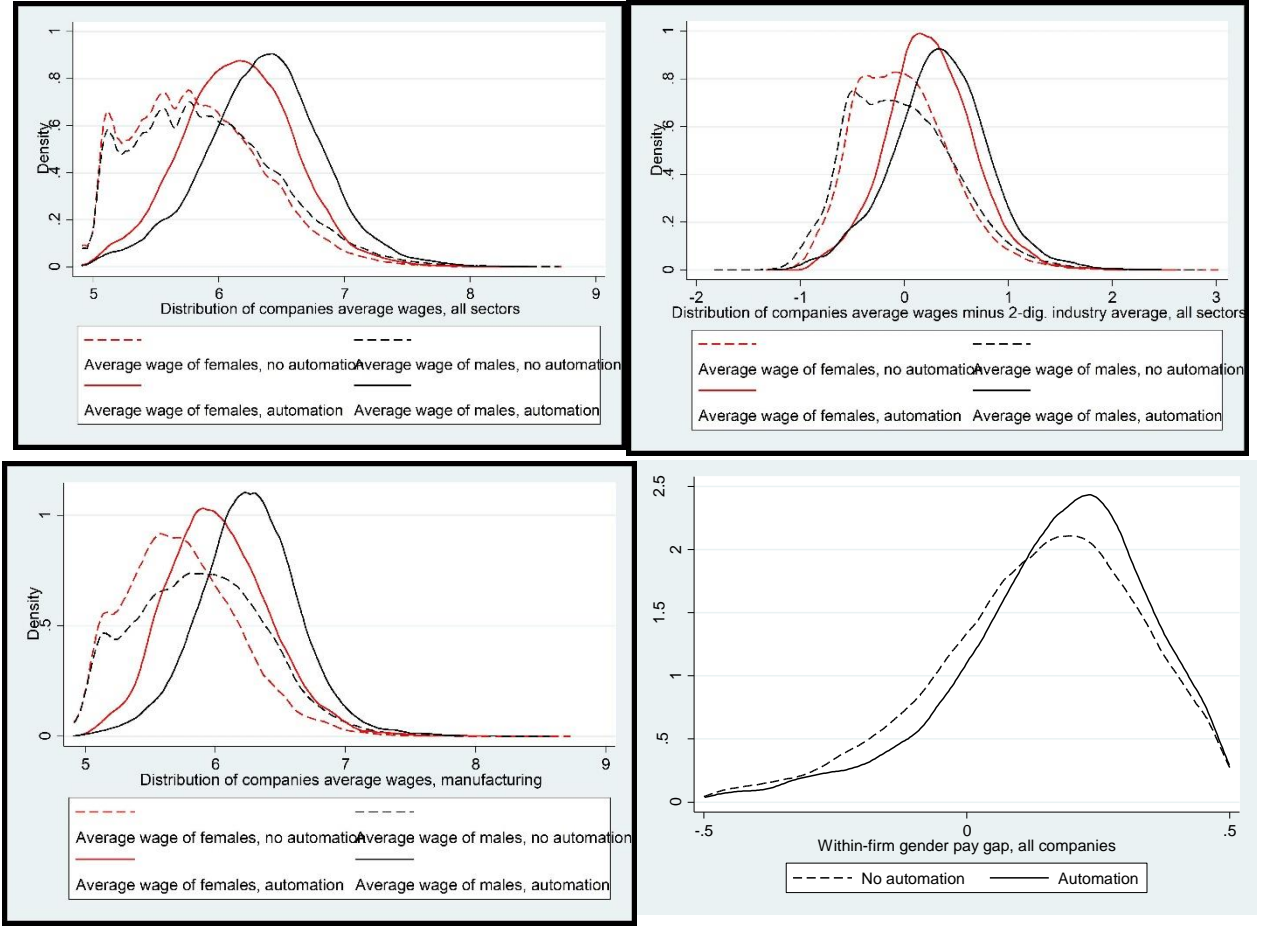 1
.8
.6
.4
.2
0
Density
5 6 7 8 9
Distribution of companies average wages, all sectors
Average wage of females, no automation Average wage of males, no automation
Average wage of females, automation Average wage of males, automation
1
.8
.6
.4
.2
0
Density
-2 -1 0 1 2 3
Distribution of companies average wages minus 2-dig. industry average, all sectors
Average wage of females, no automation Average wage of males, no automation
Average wage of females, automation Average wage of males, automation
1
.5
0
Density
5 6 7 8 9
Distribution of companies average wages, manufacturing
Average wage of females, no automation Average wage of males, no automation
Average wage of females, automation Average wage of males, automation
2.5
2
1.5
1
.5
0
-.5 0 .5
Within-firm gender pay gap, all companies
No automation Automation